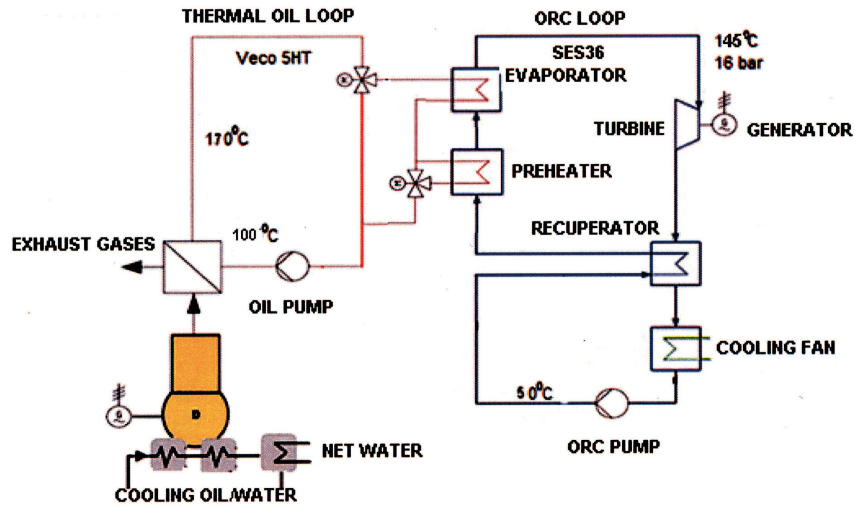 THERMAL OIL LOOP
ORC LOOP
Veco 5HT
SES36
EVAPORATOR
145°C
16 bar
M
TURBINE
G
GENERATOR
170°C
M
PREHEATER
RECUPERATOR
EXHAUST GASES
100°C
OIL PUMP
COOLING FAN
50°C
ORC PUMP
G
D
NET WATER
COOLING OIL/WATER